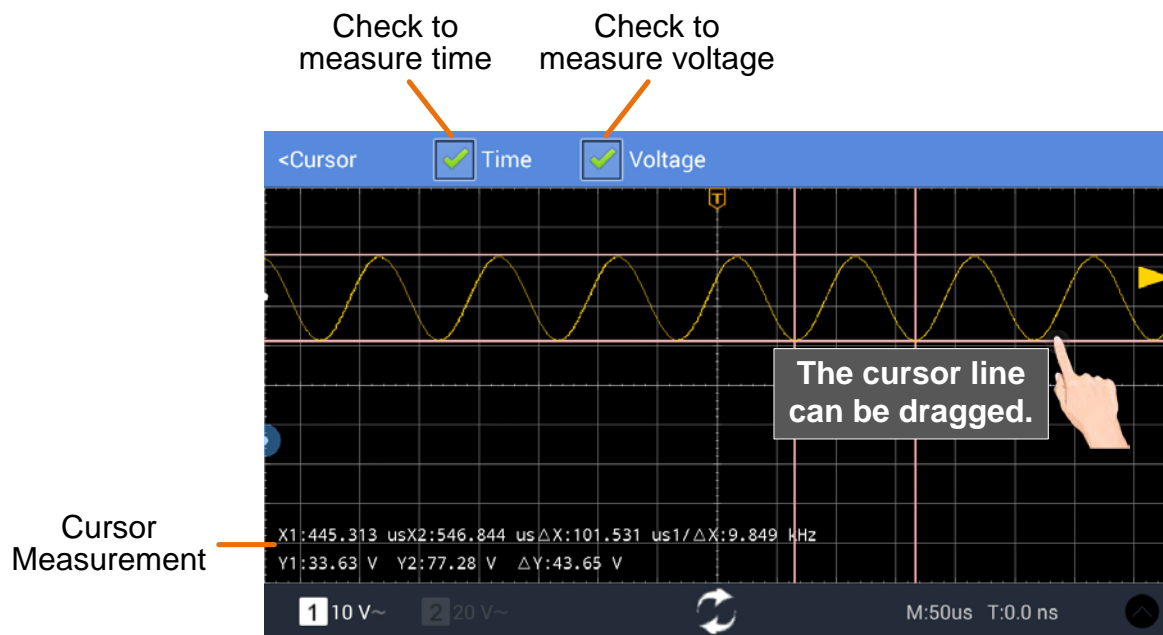 Check to
measure time
Check to
measure voltage
<Cursor
Time
Voltage
T
The cursor line
can be dragged.
Cursor
Measurement
X1:445.313 usX2:546.844 us△X:101.531 us1/△X:9.849 kHz
Y1:33.63 V Y2:77.28 V △Y:43.65 V
1 10 V~
2 20 V~
M:50us T:0.0 ns